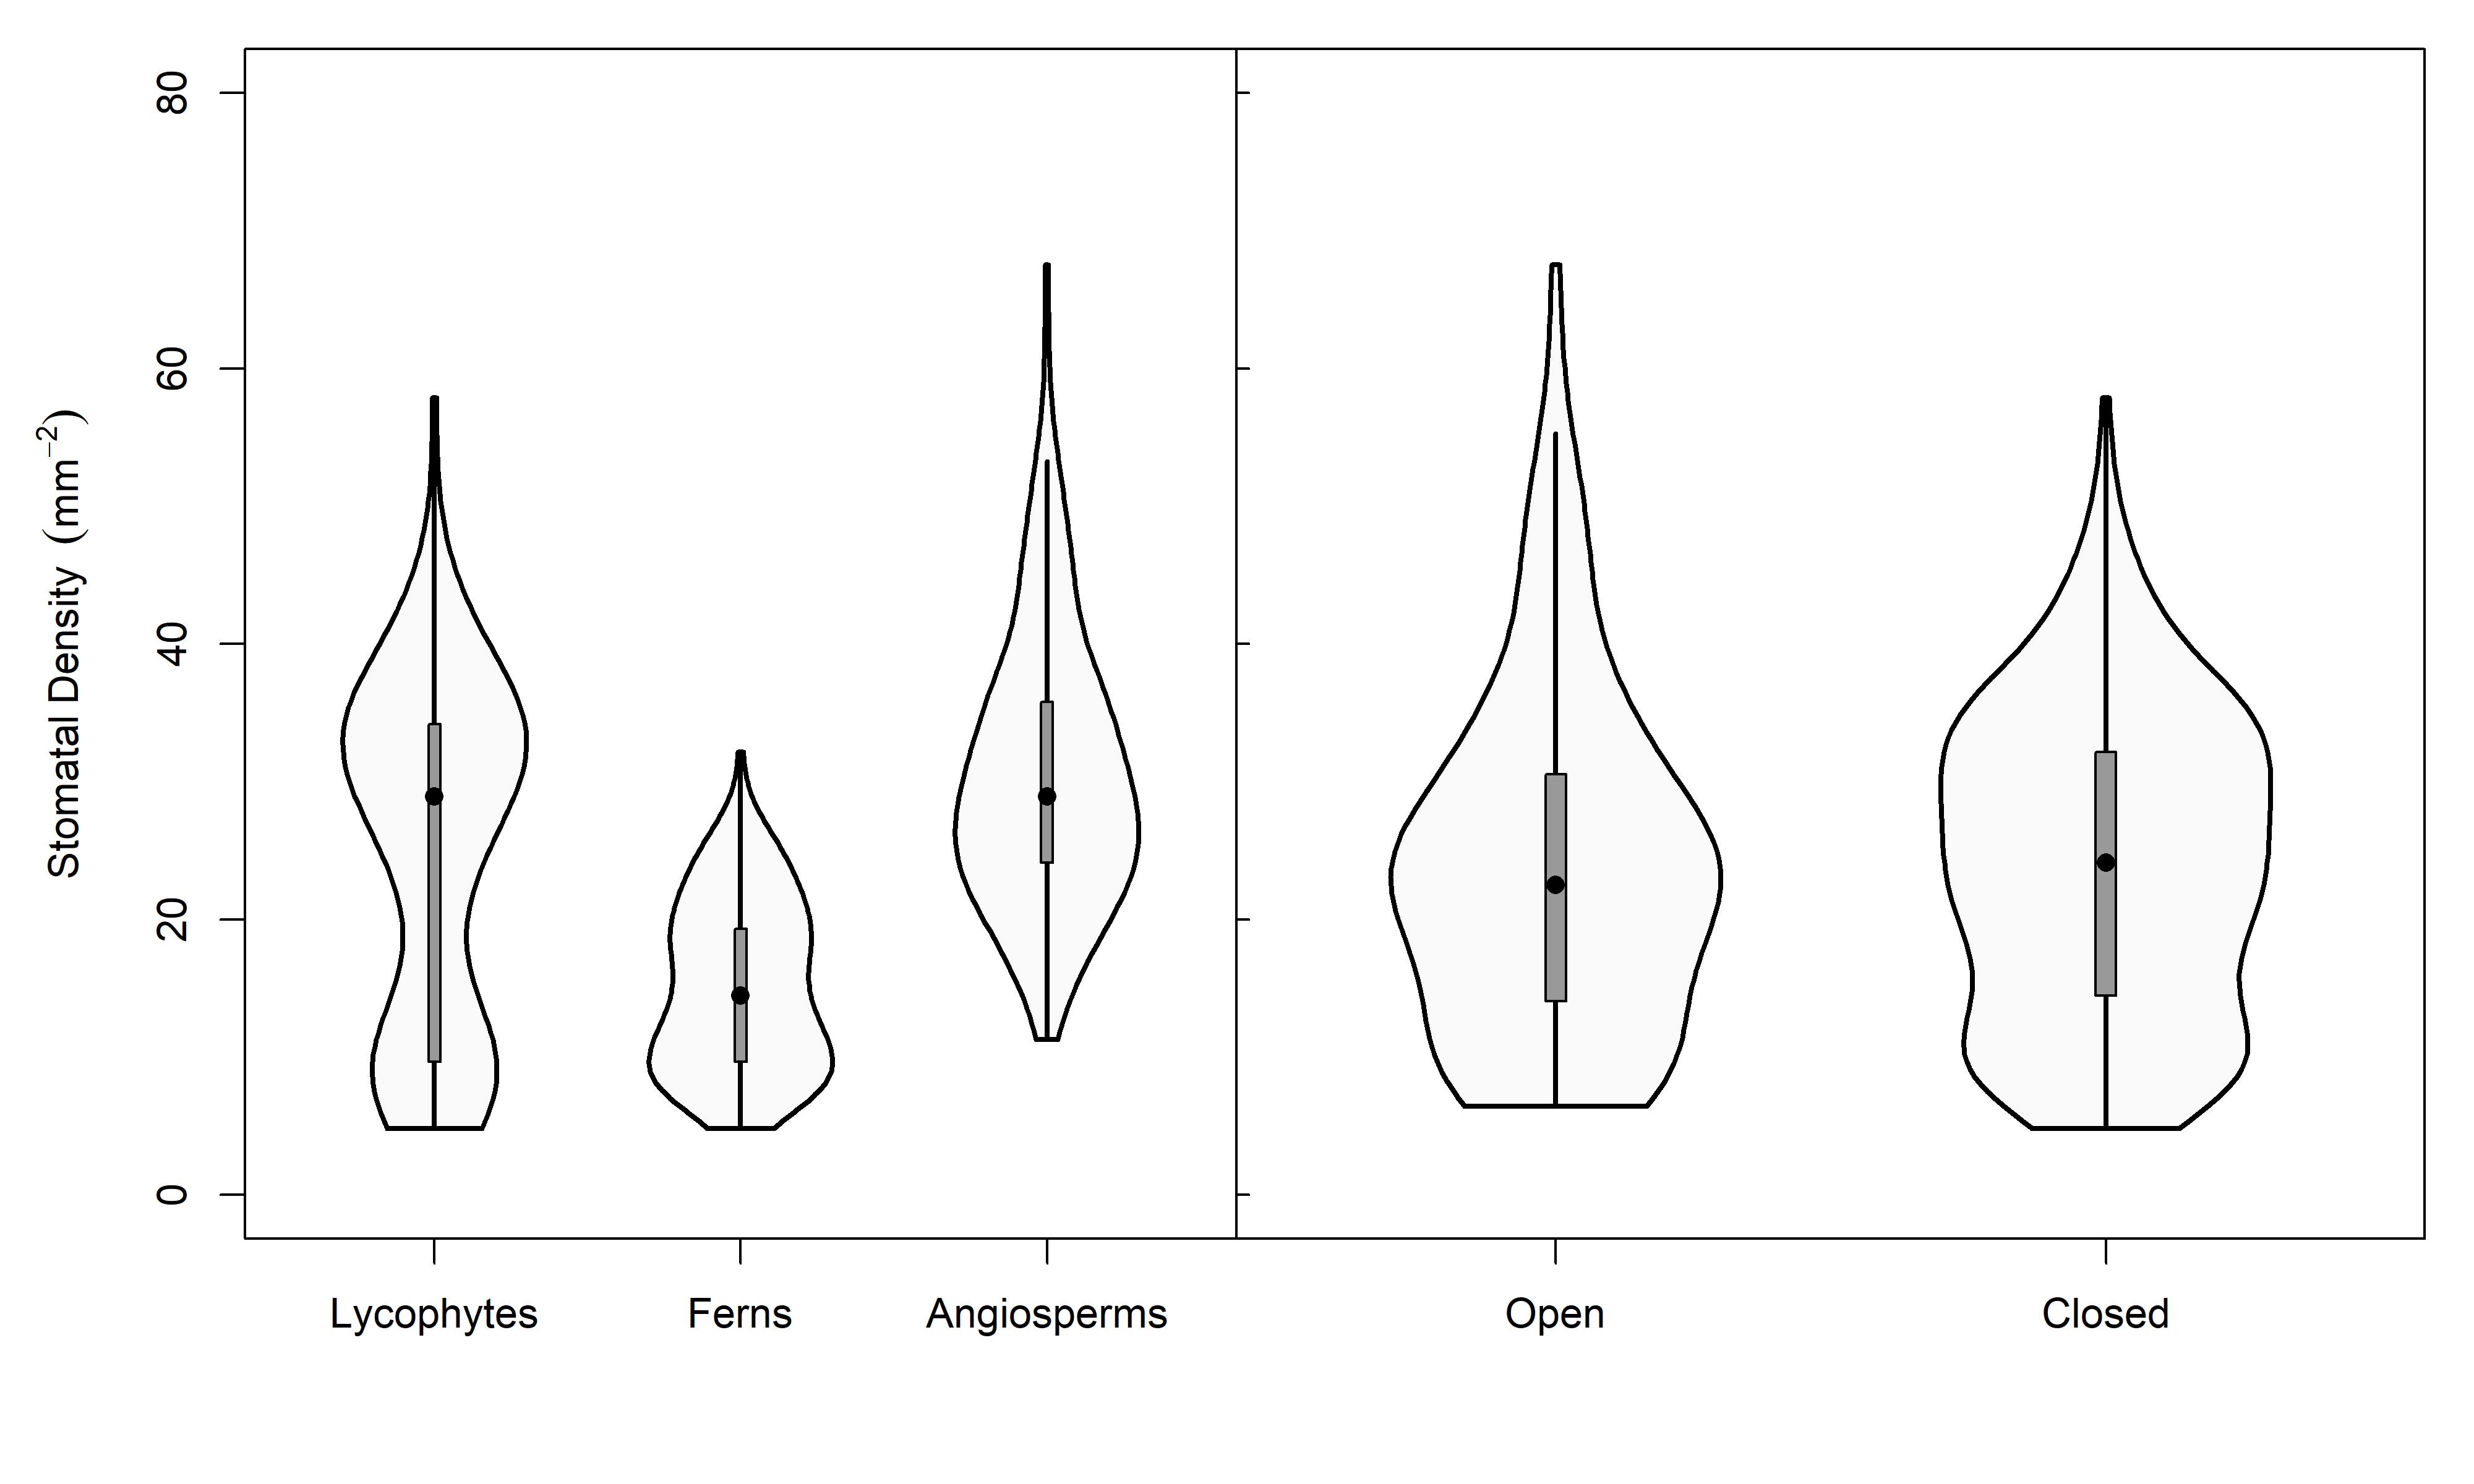 Stomatal Density (mm⁻²)
80
60
40
20
0
Lycophytes Ferns Angiosperms Open Closed